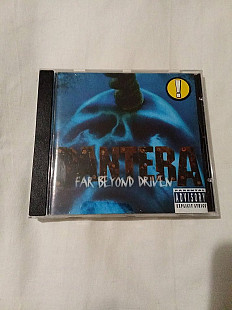 !
PANTERA
FAR BEYOND DRIVEN
PARENTAL
ADVISORY
EXPLICIT LYRICS